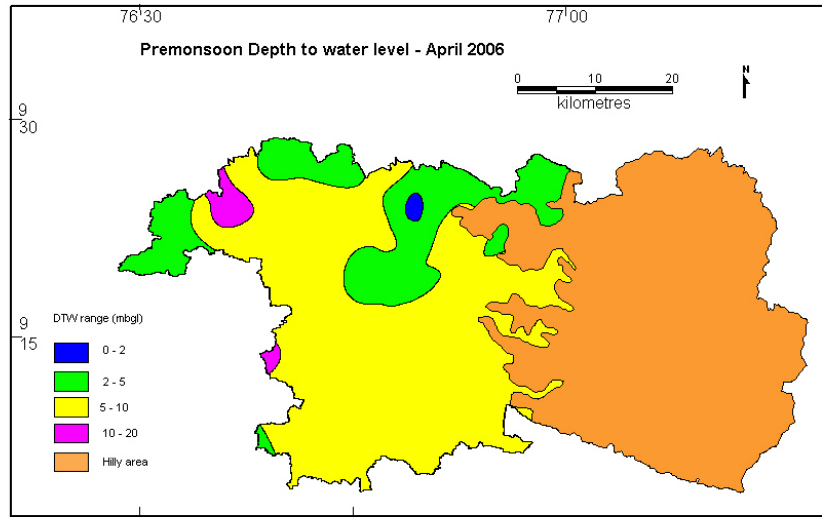 76'30
77'00
Premonsoon Depth to water level - April 2006
N
0 10 20
kilometres
9
30
9
15
DTW range (mbgl)
0 - 2
2 - 5
5 - 10
10 - 20
Hilly area